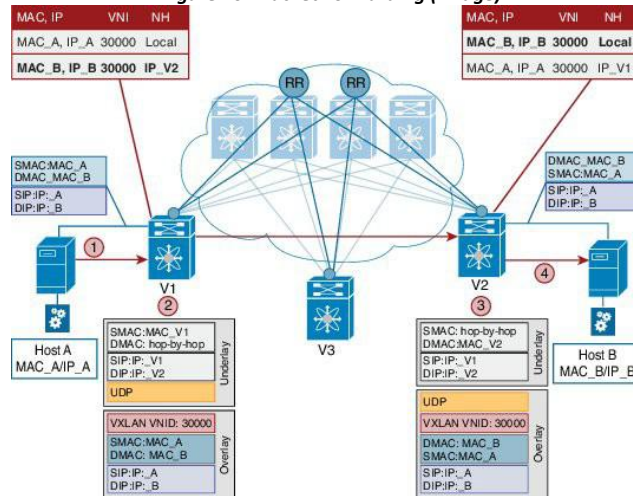 MAC, IP VNI NH
MAC_A, IP_A 30000 Local
MAC_B, IP_B 30000 IP_V2
MAC, IP VNI NH
MAC_B, IP_B 30000 Local
MAC_A, IP_A 30000 IP_V1
RR RR
SMAC:MAC_A
DMAC_MAC_B
SIP:IP:_A
DIP:IP:_B
DMAC_MAC_B
SMAC:MAC_A
SIP:IP:_A
DIP:IP:_B
1
V1
2
V2
3
4
V3
Host A
MAC_A/IP_A
Host B
MAC_B/IP_B
SMAC:MAC_V1
DMAC: hop-by-hop
SIP:IP:_V1
DIP:IP:_V2
UDP
Underlay
VXLAN VNID: 30000
SMAC:MAC_A
DMAC: MAC_B
SIP:IP:_A
DIP:IP:_B
Overlay
SMAC: hop-by-hop
DMAC:MAC_V2
SIP:IP:_V1
DIP:IP:_V2
Underlay
UDP
VXLAN VNID: 30000
DMAC: MAC_B
SMAC:MAC_A
SIP:IP:_A
DIP:IP:_B
Overlay